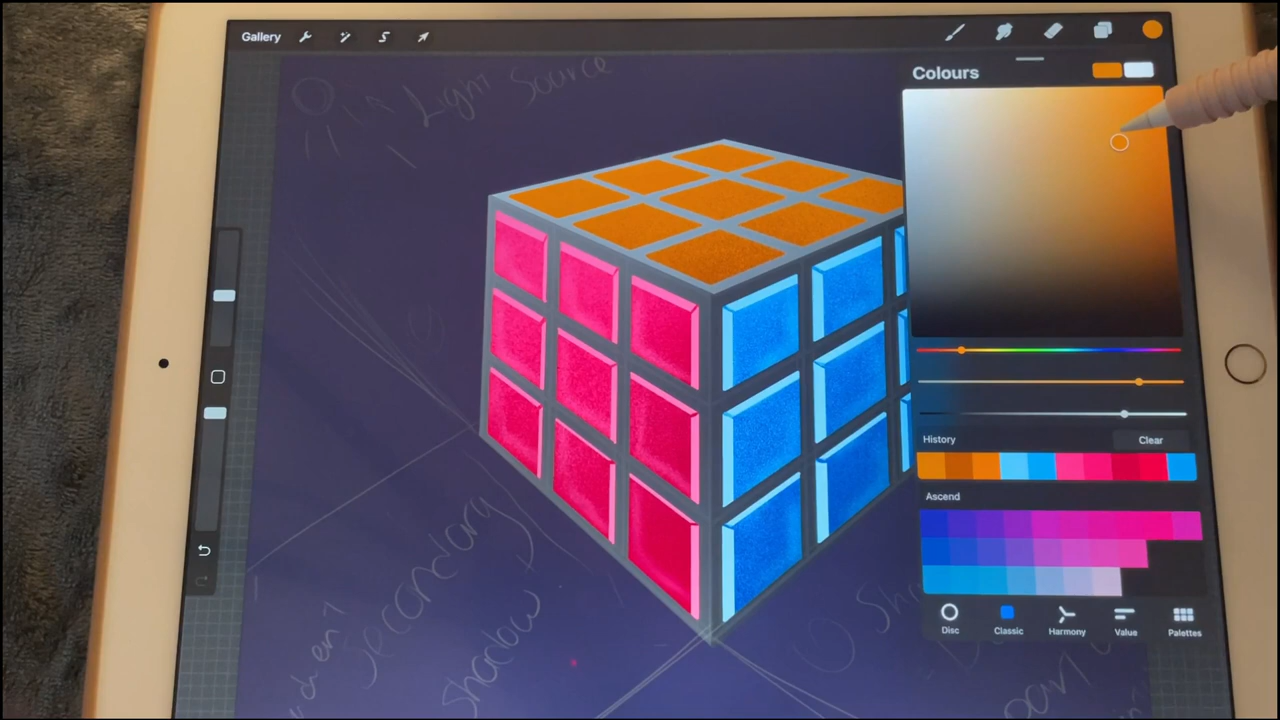 Gallery
Light Source
Colours
History
Clear
Ascend
Secondary
shadow
Disc
Classic
Harmony
Value
Palettes